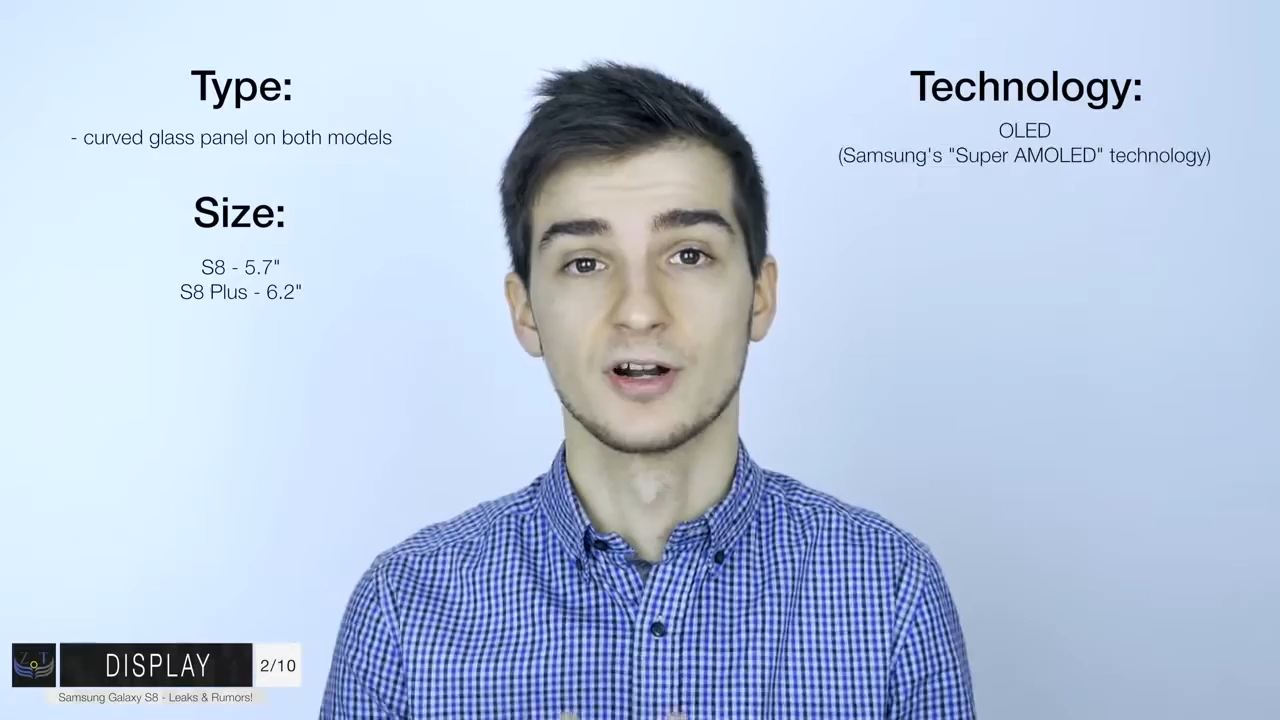 Type:
- curved glass panel on both models
Size:
S8 - 5.7"
S8 Plus - 6.2"
Technology:
OLED
(Samsung's "Super AMOLED" technology)
ZoT
DISPLAY
2/10
Samsung Galaxy S8 - Leaks & Rumors!